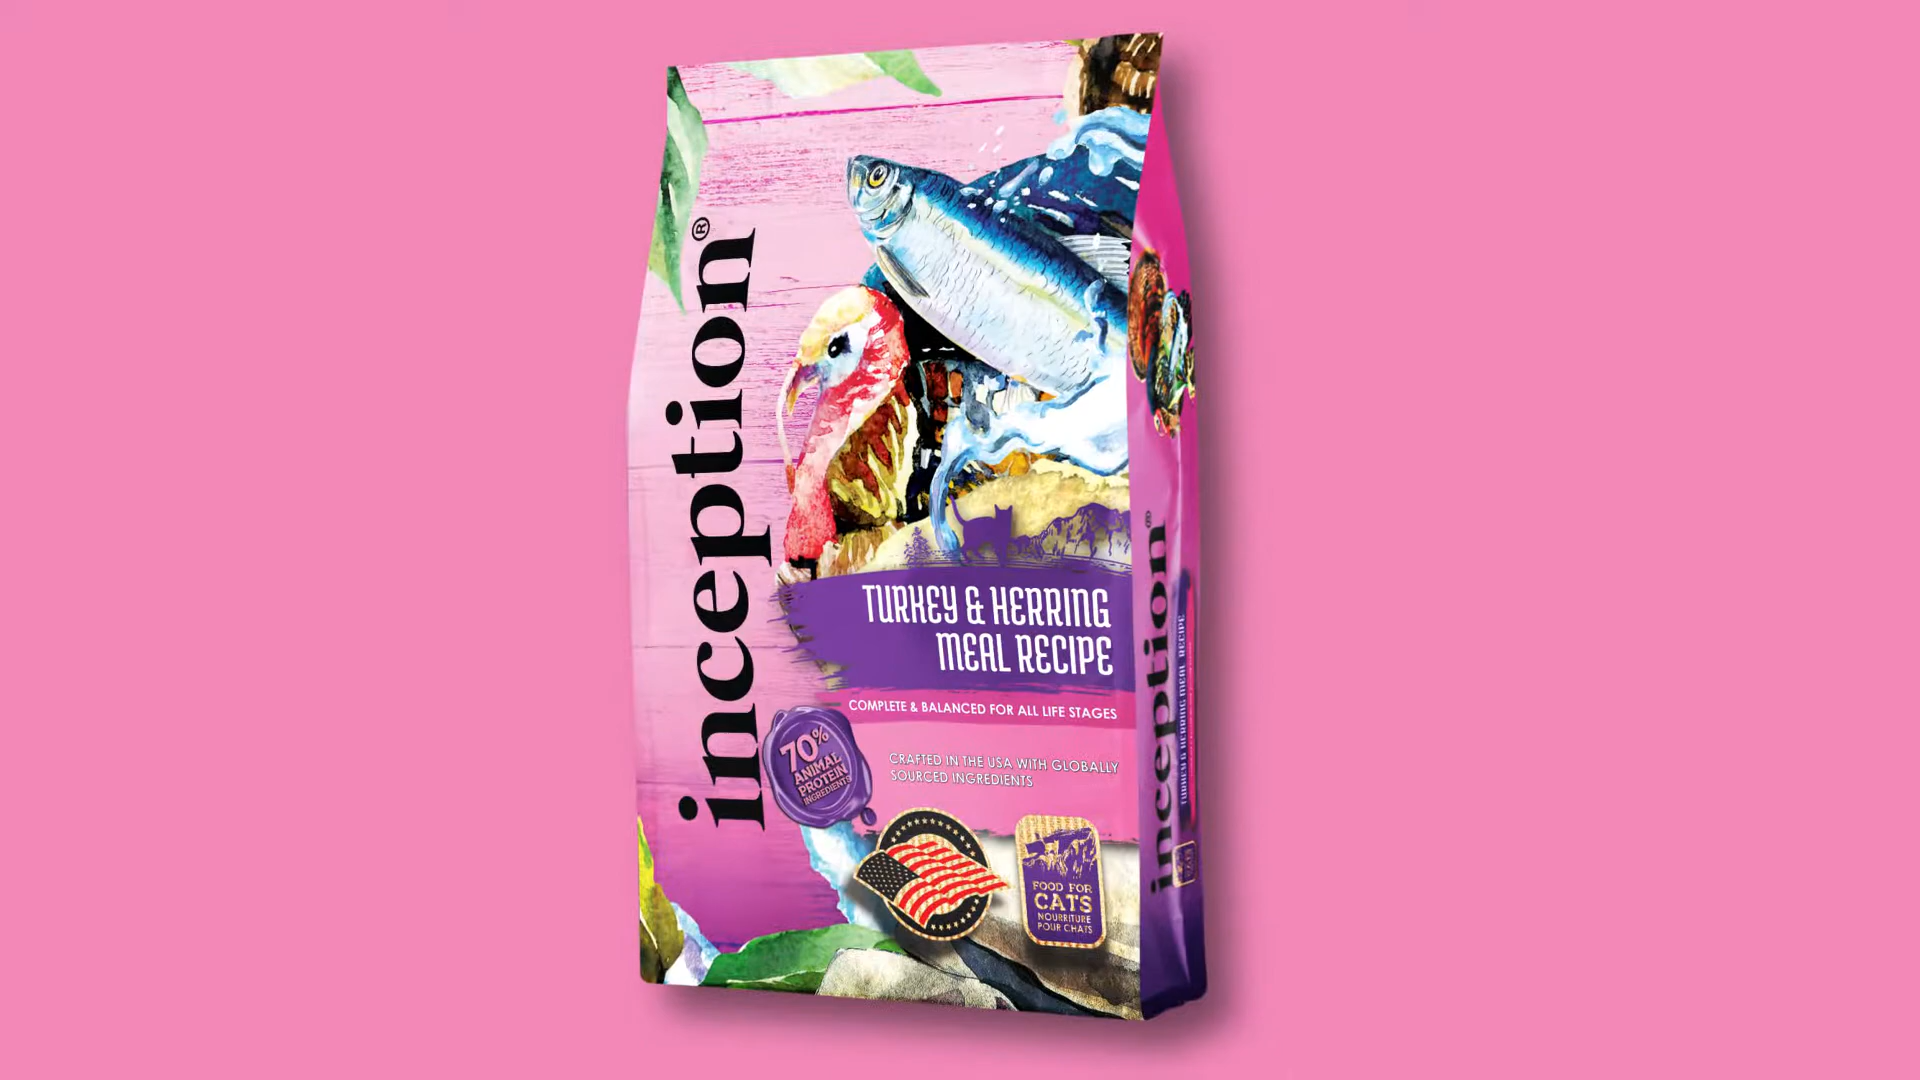 inception®
TURKEY & HERRING
MEAL RECIPE
COMPLETE & BALANCED FOR ALL LIFE STAGES
70%
ANIMAL
PROTEIN
INGREDIENTS
CRAFTED IN THE USA WITH GLOBALLY
SOURCED INGREDIENTS
FOOD FOR
CATS
NOURRITURE
POUR CHATS
inception®
TURKEY & HERRING MEAL RECIPE